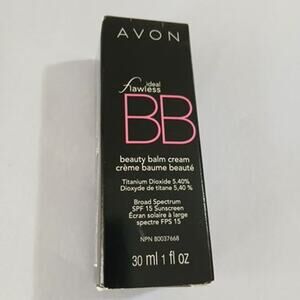 AVON
ideal
flawless
BB
beauty balm cream
crème baume beauté
Titanium Dioxide 5.40%
Dioxyde de titane 5,40 %
Broad Spectrum
SPF 15 Sunscreen
Écran solaire à large
spectre FPS 15
NPN 80037668
30 ml 1 fl oz